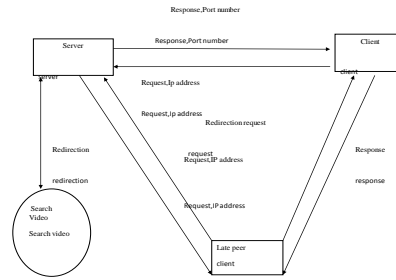 Response,Port number
Server
Response,Port number
Client
server
client
Request,Ip address
Request,Ip address
Redirection request
Redirection
request
Request,IP address
Response
redirection
response
Search
Video
Request,IP address
Search video
Late peer
client